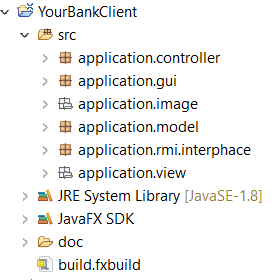 YourBankClient
src
application.controller
application.gui
application.image
application.model
application.rmi.interphace
application.view
JRE System Library [JavaSE-1.8]
JavaFX SDK
doc
build.fxbuild